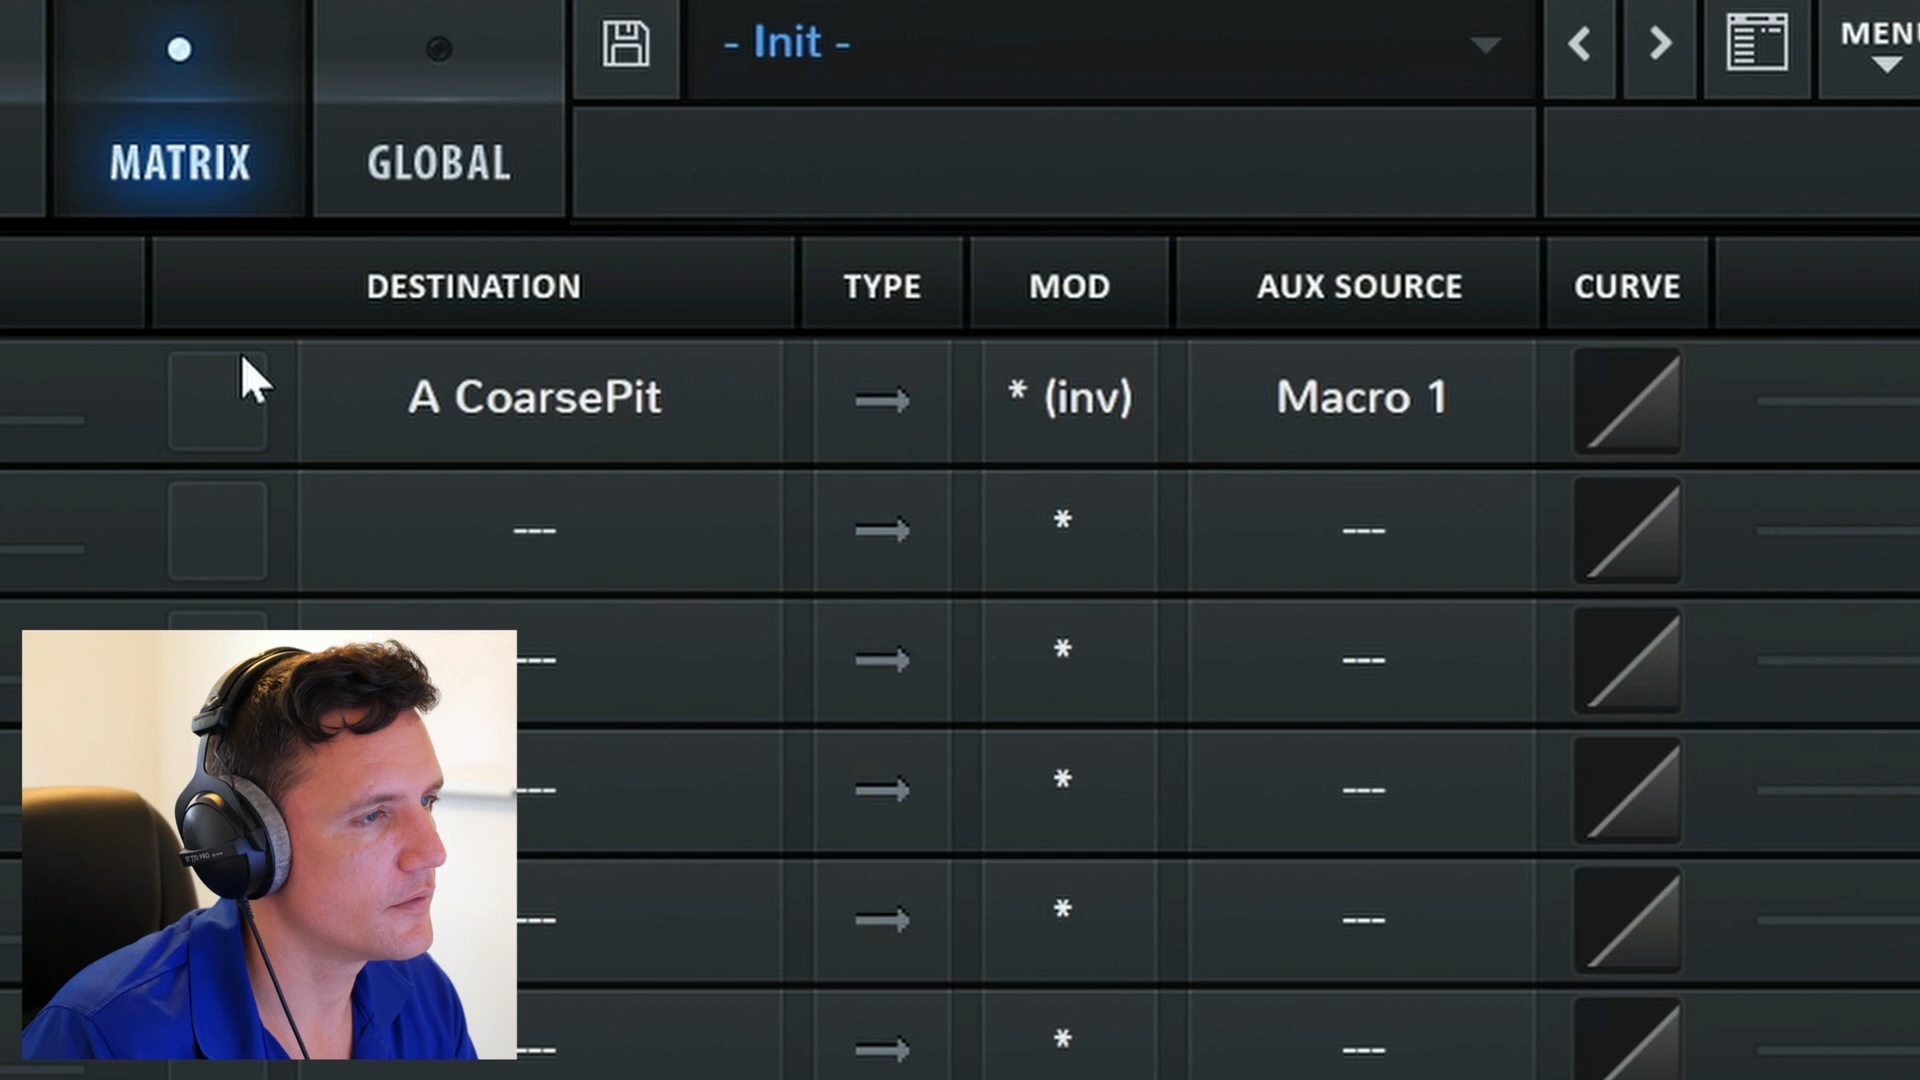 - Init -
MENU
MATRIX
GLOBAL
DESTINATION TYPE MOD AUX SOURCE CURVE
A CoarsePit * (inv) Macro 1
--- * ---
--- * ---
--- * ---
--- * ---
--- * ---